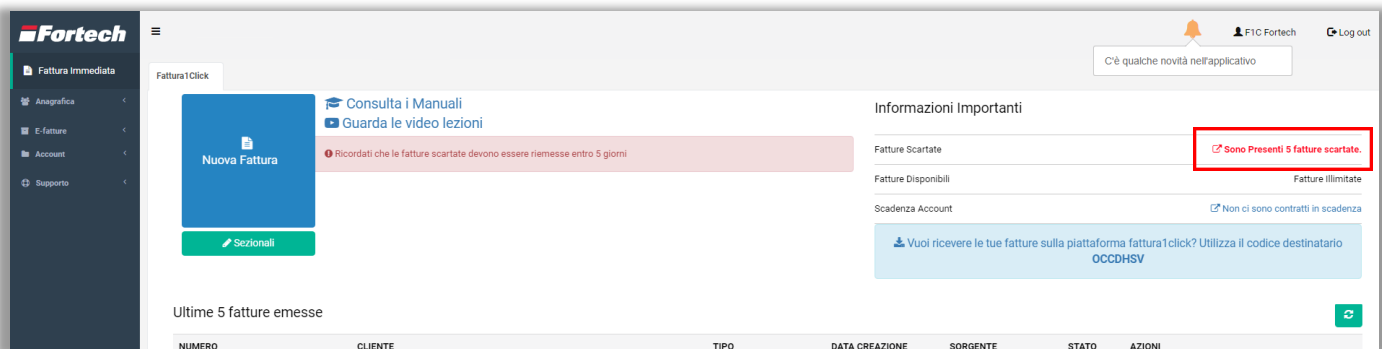 Fortech
F1C Fortech
Log out
C'è qualche novità nell'applicativo
Fattura Immediata
Anagrafica
E-fatture
Account
Supporto
Fattura1Click
Nuova Fattura
Sezionali
Consulta i Manuali
Guarda le video lezioni
Ricordati che le fatture scartate devono essere riemesse entro 5 giorni
Informazioni Importanti
Fatture Scartate
Sono Presenti 5 fatture scartate.
Fatture Disponibili
Fatture Illimitate
Scadenza Account
Non ci sono contratti in scadenza
Vuoi ricevere le tue fatture sulla piattaforma fattura1click? Utilizza il codice destinatario
OCCDHSV
Ultime 5 fatture emesse
NUMERO CLIENTE TIPO DATA CREAZIONE SORGENTE STATO AZIONI